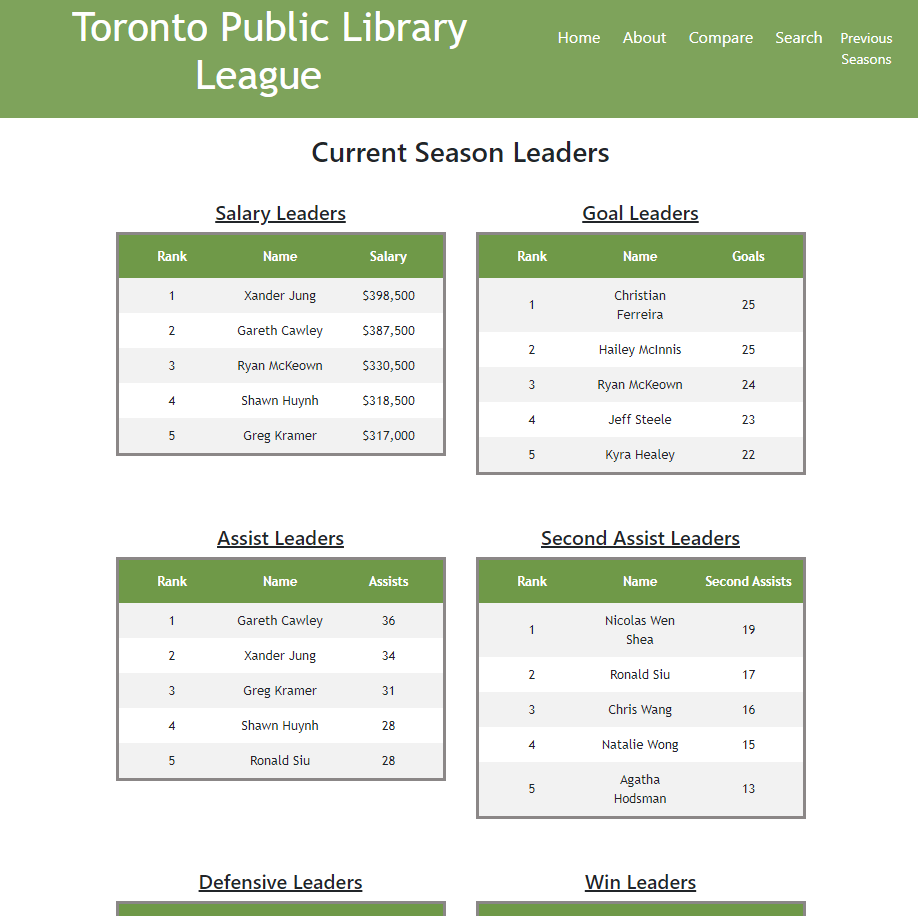 Toronto Public Library
League
Home About Compare Search Previous
Seasons
Current Season Leaders
Salary Leaders
Rank Name Salary
1 Xander Jung $398,500
2 Gareth Cawley $387,500
3 Ryan McKeown $330,500
4 Shawn Huynh $318,500
5 Greg Kramer $317,000
Goal Leaders
Rank Name Goals
1 Christian
Ferreira 25
2 Hailey McInnis 25
3 Ryan McKeown 24
4 Jeff Steele 23
5 Kyra Healey 22
Assist Leaders
Rank Name Assists
1 Gareth Cawley 36
2 Xander Jung 34
3 Greg Kramer 31
4 Shawn Huynh 28
5 Ronald Siu 28
Second Assist Leaders
Rank Name Second Assists
1 Nicolas Wen
Shea 19
2 Ronald Siu 17
3 Chris Wang 16
4 Natalie Wong 15
5 Agatha
Hodsman 13
Defensive Leaders
Win Leaders